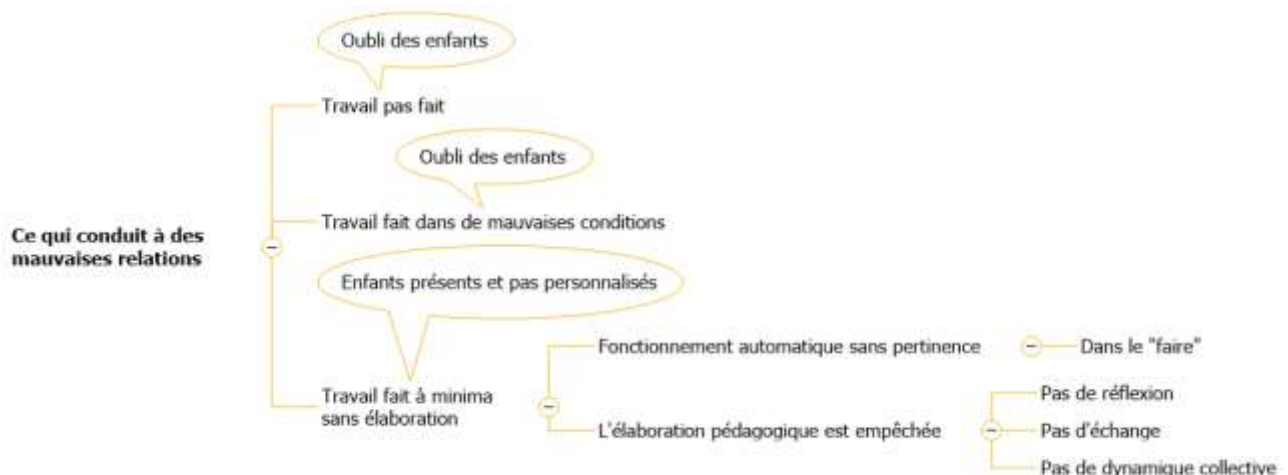 Oubli des enfants
Travail pas fait
Oubli des enfants
Travail fait dans de mauvaises conditions
Ce qui conduit à des
mauvaises relations
Enfants présents et pas personnalisés
Travail fait à minima
sans élaboration
Fonctionnement automatique sans pertinence
Dans le "faire"
L'élaboration pédagogique est empêchée
Pas de réflexion
Pas d'échange
Pas de dynamique collective